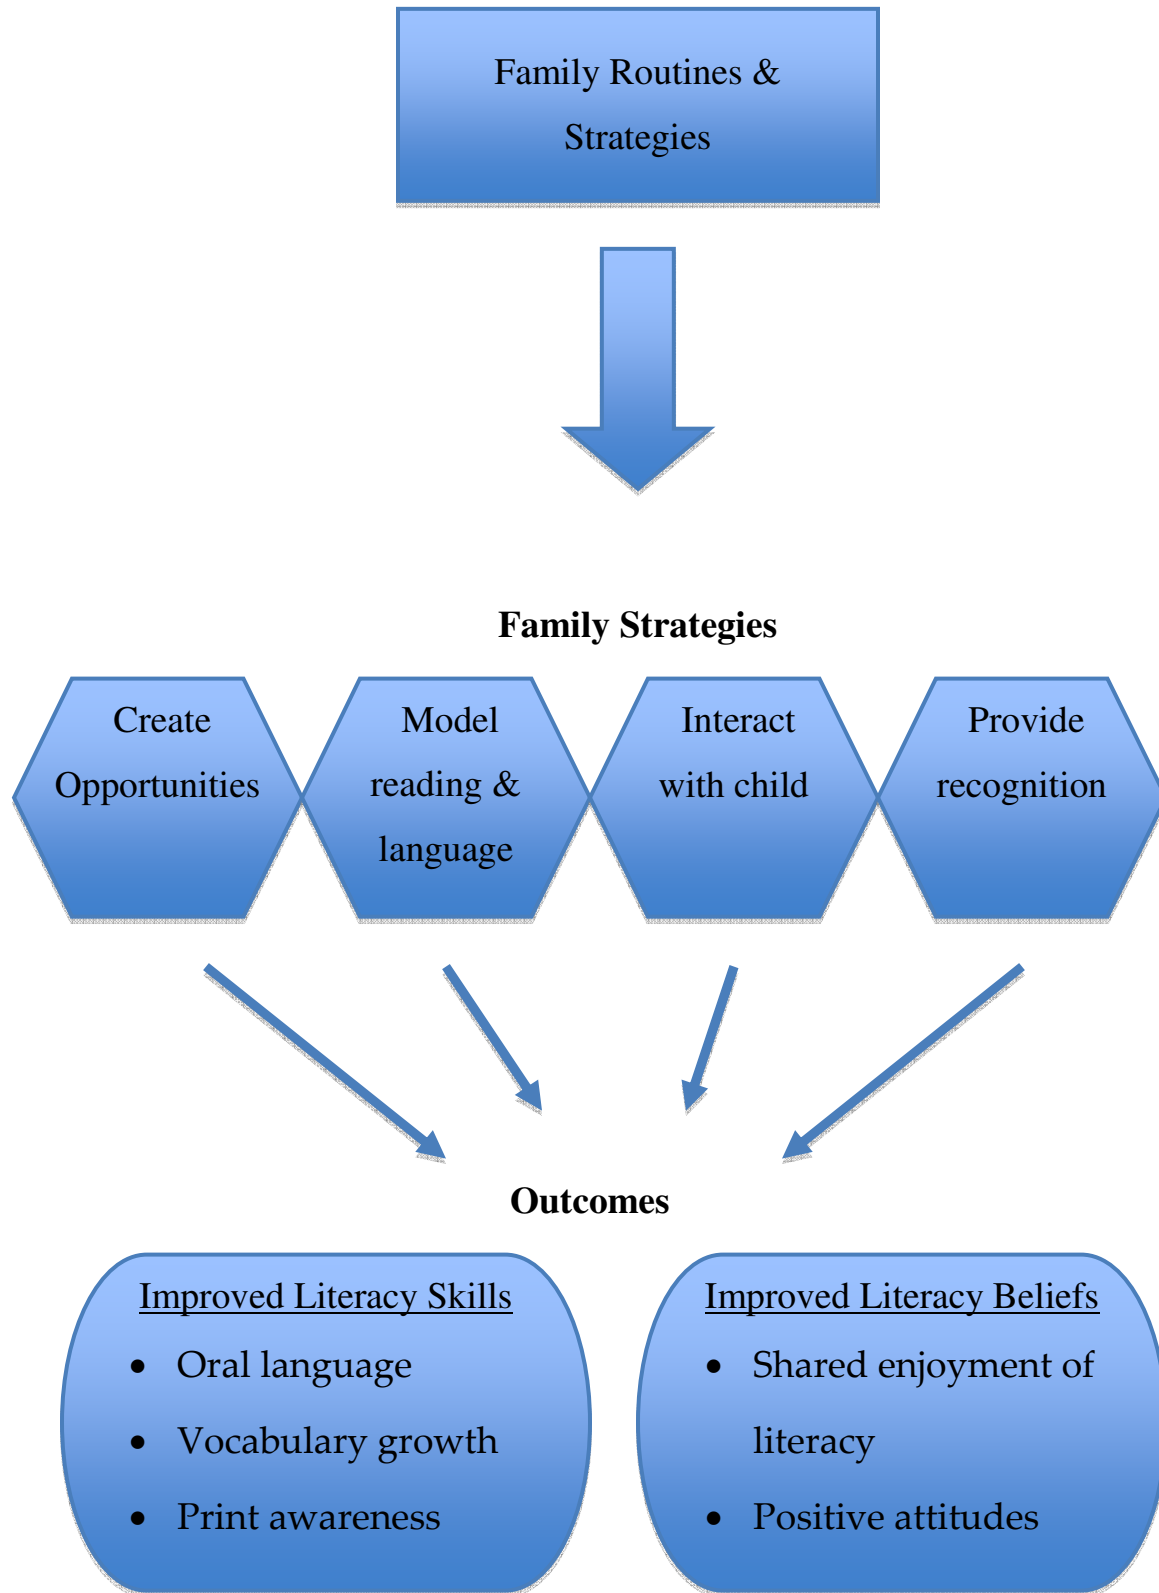 Family Routines &
Strategies
Family Strategies
Create
Opportunities
Model
reading &
language
Interact
with child
Provide
recognition
Outcomes
Improved Literacy Skills
• Oral language
• Vocabulary growth
• Print awareness
Improved Literacy Beliefs
• Shared enjoyment of
literacy
• Positive attitudes